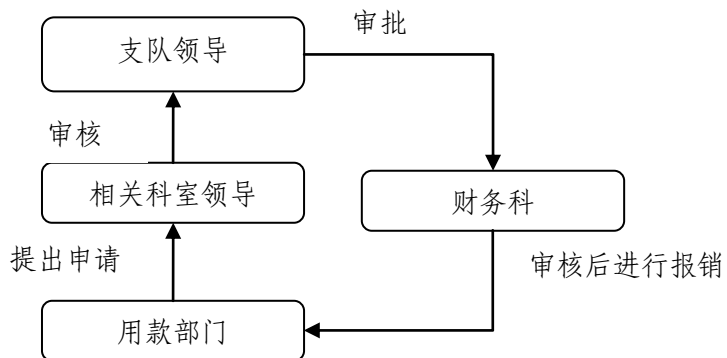 审批
支队领导
审核
相关科室领导
财务科
提出申请
审核后进行报销
用款部门